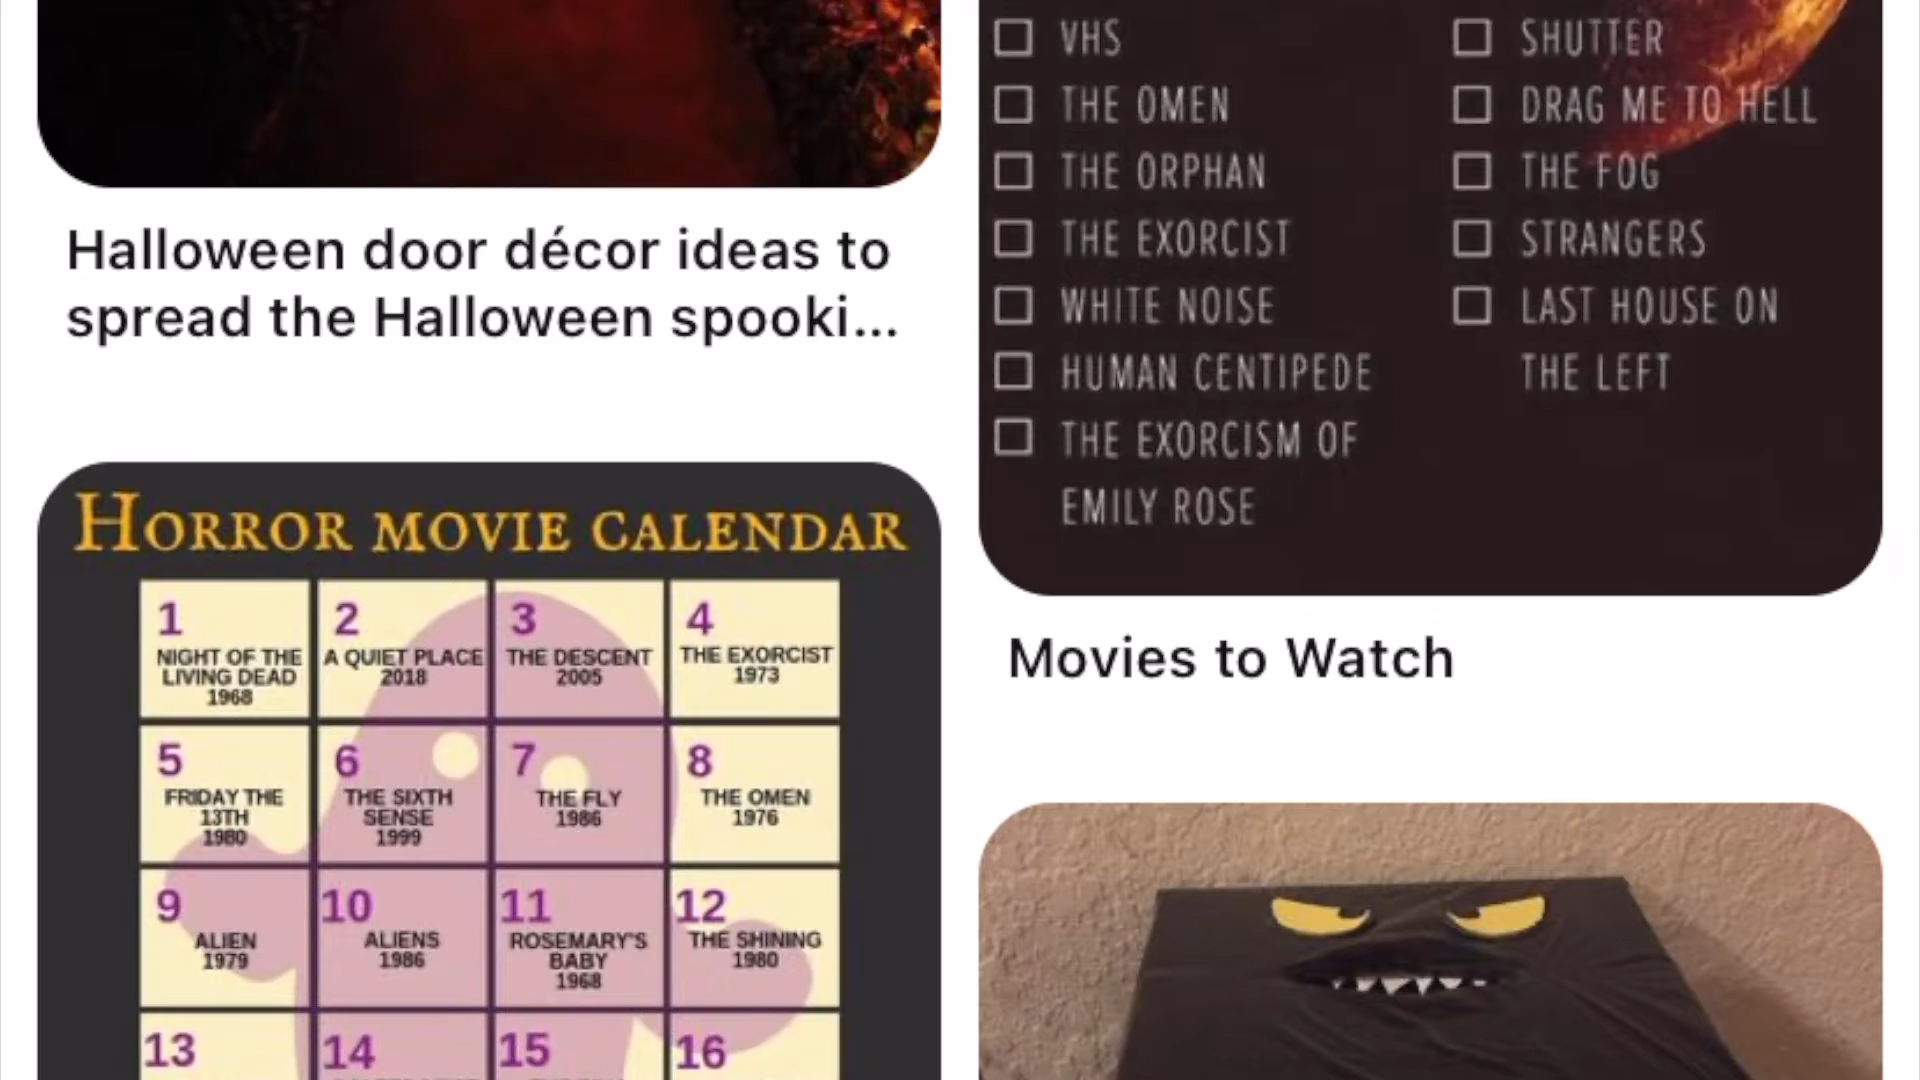 VHS
THE OMEN
THE ORPHAN
THE EXORCIST
WHITE NOISE
HUMAN CENTIPEDE
THE EXORCISM OF
EMILY ROSE
SHUTTER
DRAG ME TO HELL
THE FOG
STRANGERS
LAST HOUSE ON
THE LEFT
Halloween door décor ideas to
spread the Halloween spooki...
Movies to Watch
HORROR MOVIE CALENDAR
1
NIGHT OF THE
LIVING DEAD
1968
2
A QUIET PLACE
2018
3
THE DESCENT
2005
4
THE EXORCIST
1973
5
FRIDAY THE
13TH
1980
6
THE SIXTH
SENSE
1999
7
THE FLY
1986
8
THE OMEN
1976
9
ALIEN
1979
10
ALIENS
1986
11
ROSEMARY'S
BABY
1968
12
THE SHINING
1980
13
14
15
16